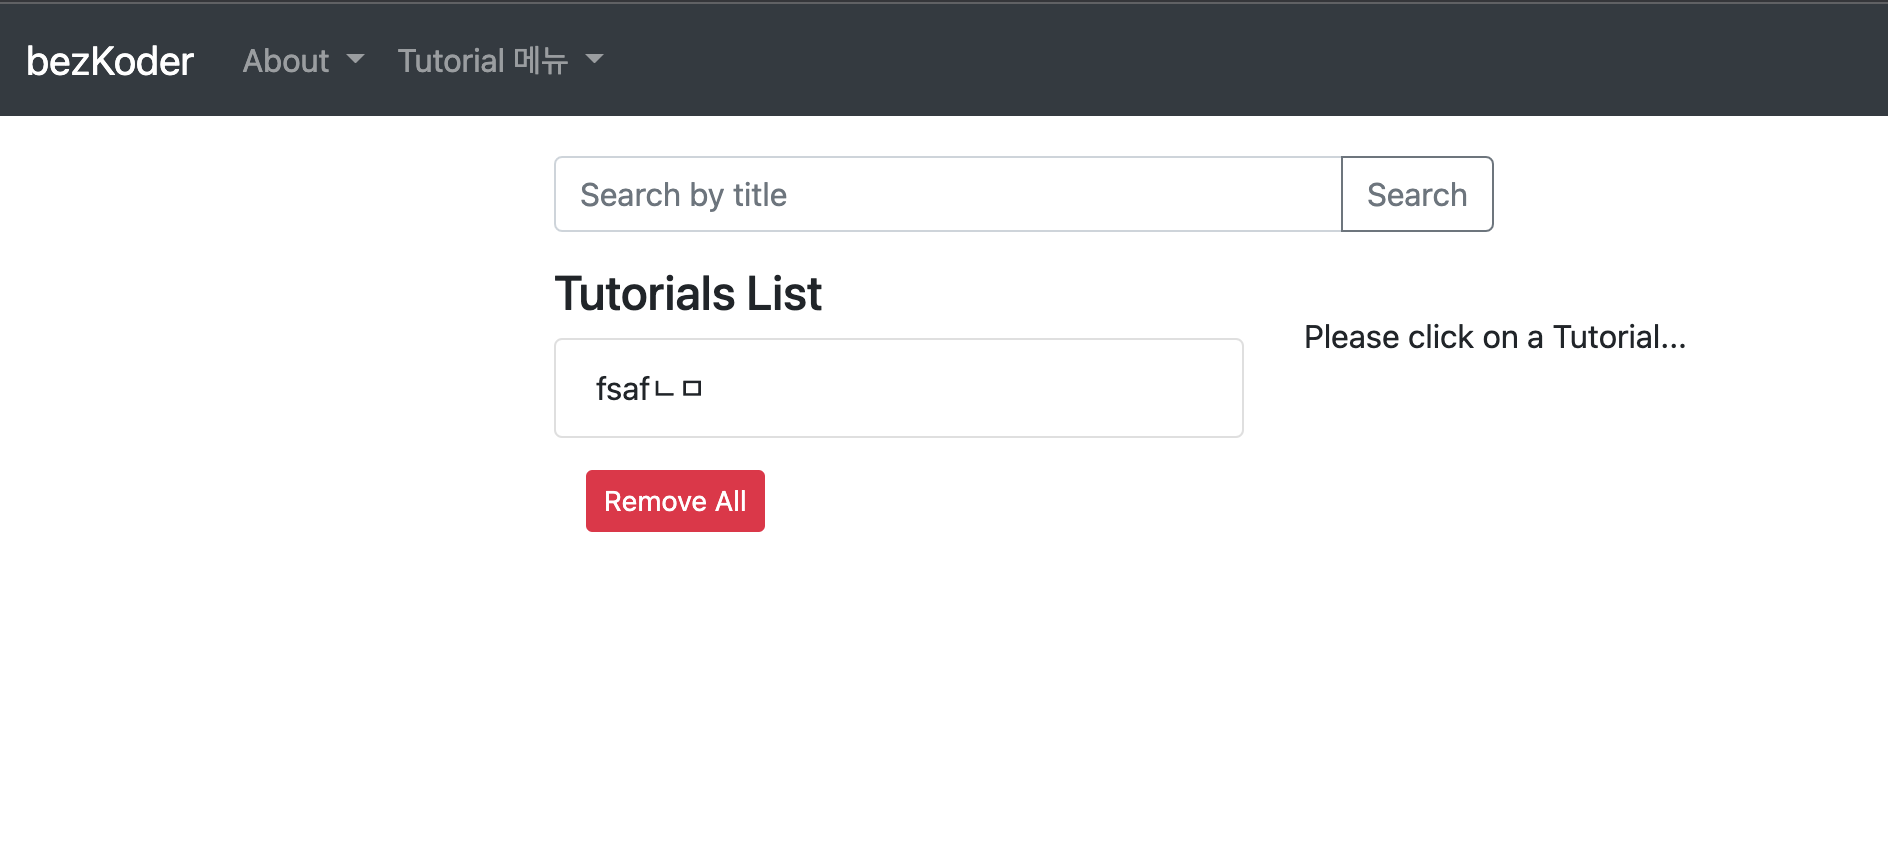 bezKoder About Tutorial 메뉴
Search by title Search
Tutorials List
Please click on a Tutorial...
fsafㄴㅁ
Remove All